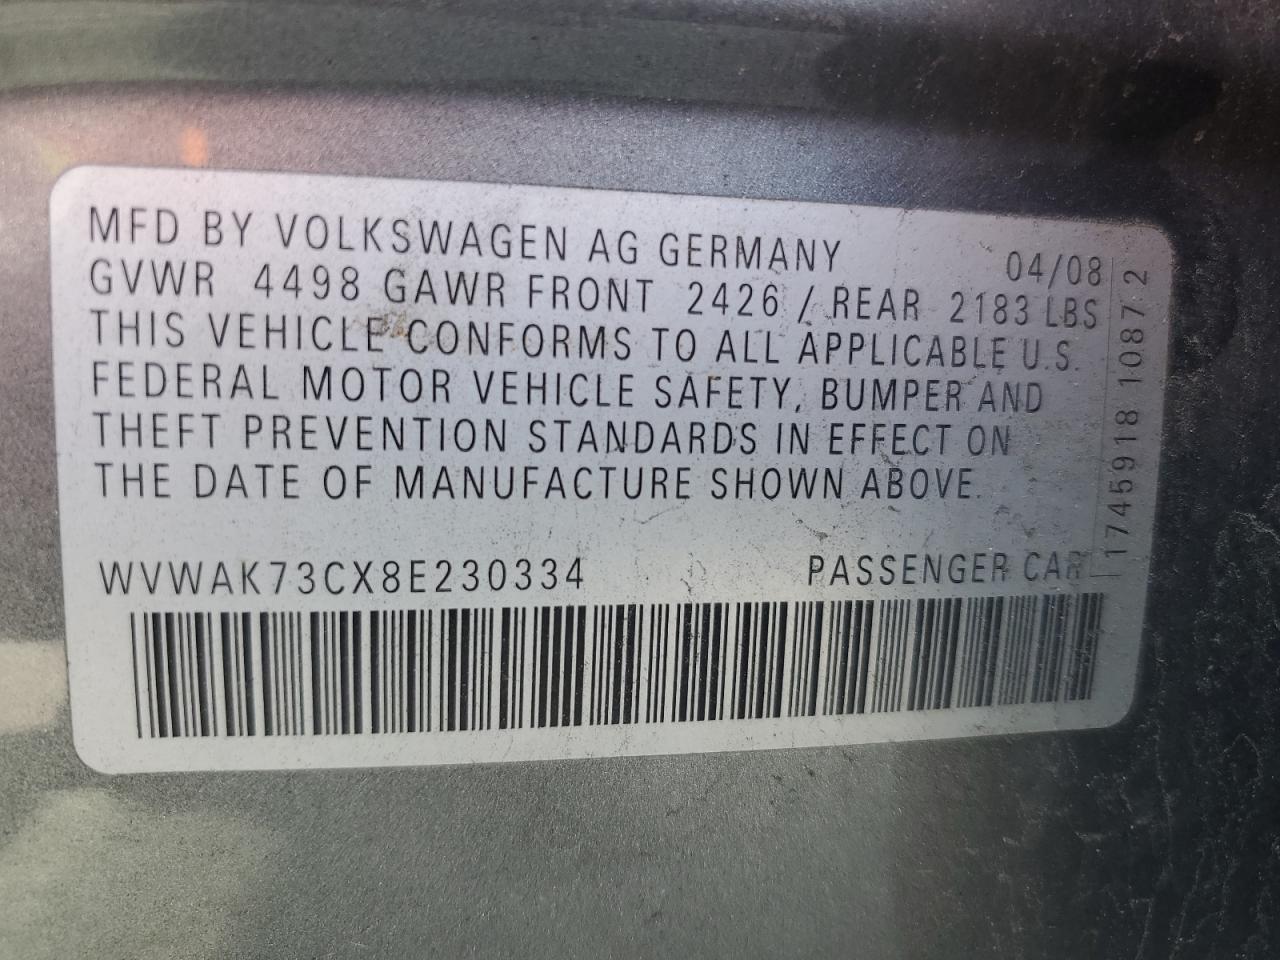 MFD BY VOLKSWAGEN AG GERMANY 04/08
GVWR 4498 GAWR FRONT 2426 / REAR 2183 LBS
THIS VEHICLE CONFORMS TO ALL APPLICABLE U.S.
FEDERAL MOTOR VEHICLE SAFETY, BUMPER AND
THEFT PREVENTION STANDARDS IN EFFECT ON
THE DATE OF MANUFACTURE SHOWN ABOVE.
WVWAK73CX8E230334 PASSENGER CAR
1745918 10872